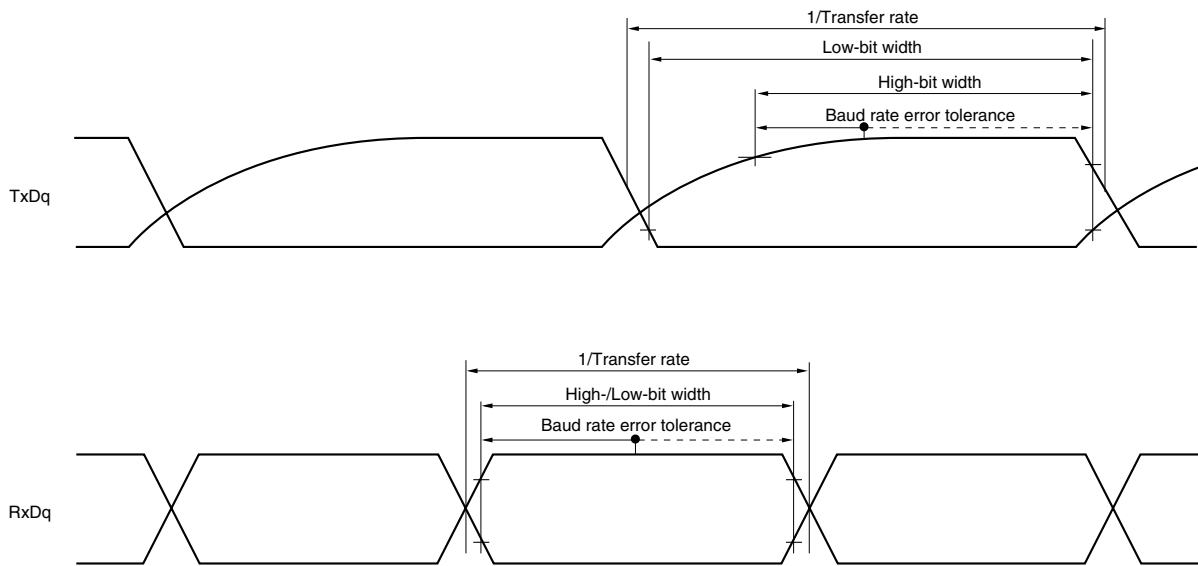 1/Transfer rate
Low-bit width
High-bit width
Baud rate error tolerance
TxDq
1/Transfer rate
High-/Low-bit width
Baud rate error tolerance
RxDq